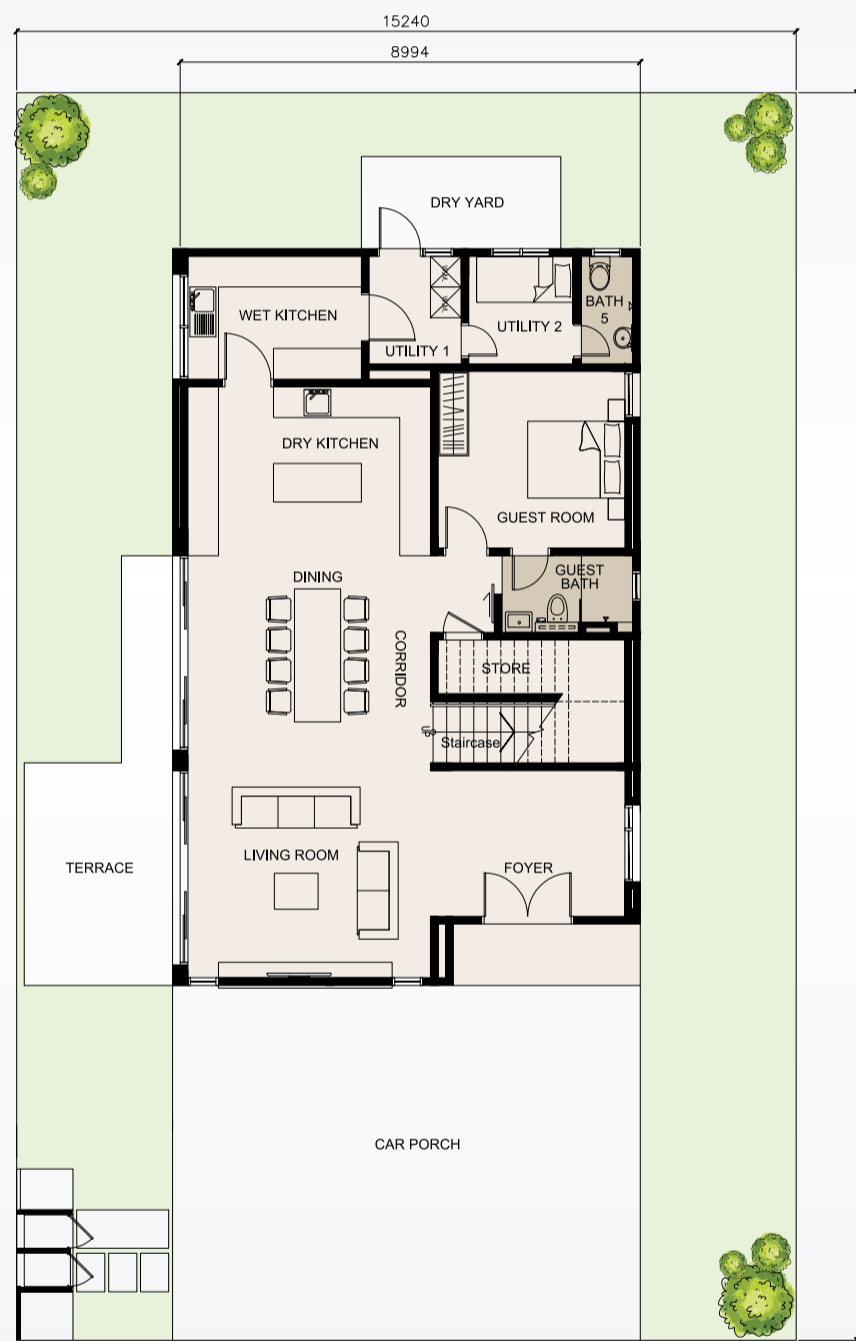 15240
8994
DRY YARD
WET KITCHEN
UTILITY 1
UTILITY 2
BATH
5
DRY KITCHEN
GUEST ROOM
DINING
GUEST
BATH
CORRIDOR
STORE
UP
Staircase
LIVING ROOM
FOYER
TERRACE
CAR PORCH